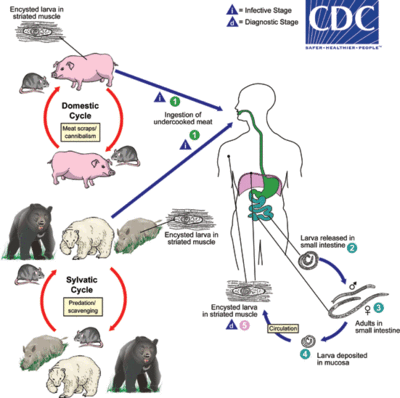 Encysted larva in
striated muscle
i = Infective Stage
d = Diagnostic Stage
CDC
SAFER·HEALTHIER·PEOPLE™
i 1
Ingestion of
undercooked meat
i 1
Domestic
Cycle
Meat scraps/
cannibalism
Encysted larva in
striated muscle
Larva released in
small intestine
2
Sylvatic
Cycle
Predation/
scavenging
Encysted larva
in striated muscle
d 5
Circulation
♂
♀
3
Adults in
small intestine
4
Larva deposited
in mucosa